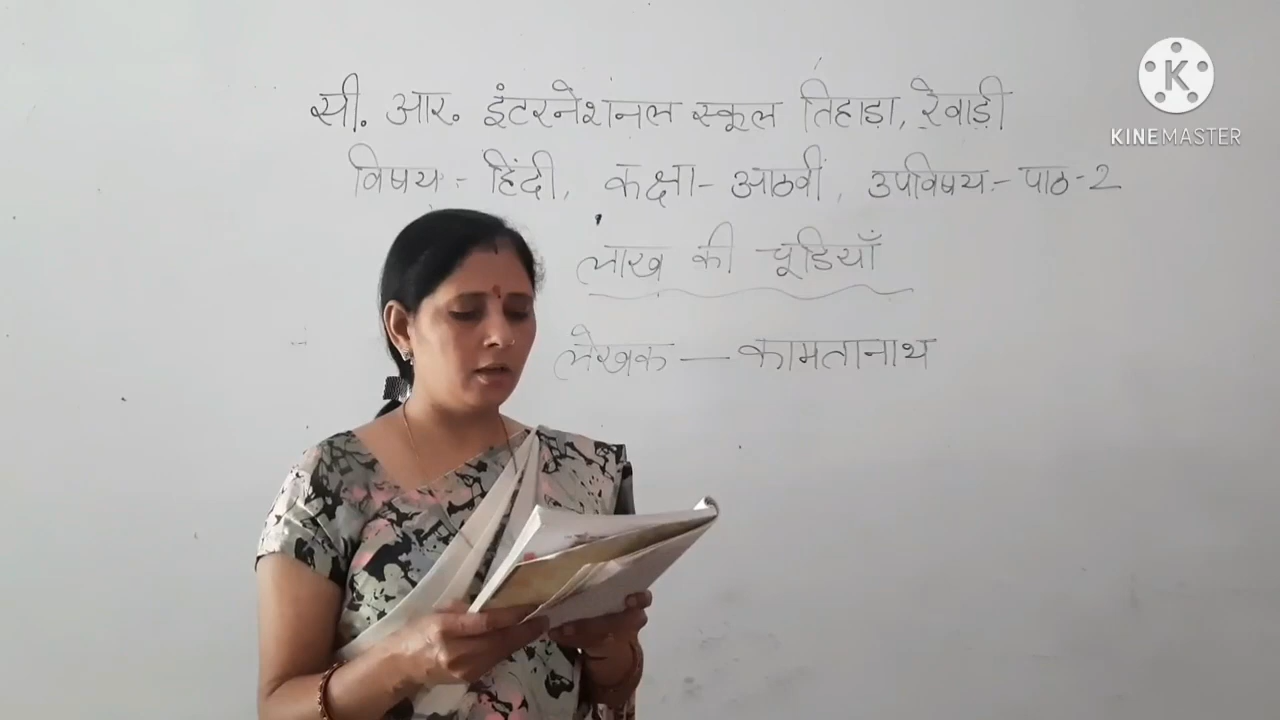 सी. आर. इंटरनेशनल स्कूल तिहाड़ा, रेवाड़ी
विषय :- हिंदी, कक्षा - आठवीं, उपविषय :- पाठ - 2
लाख की चूडियाँ
लेखक — कामतानाथ
K
KINEMASTER